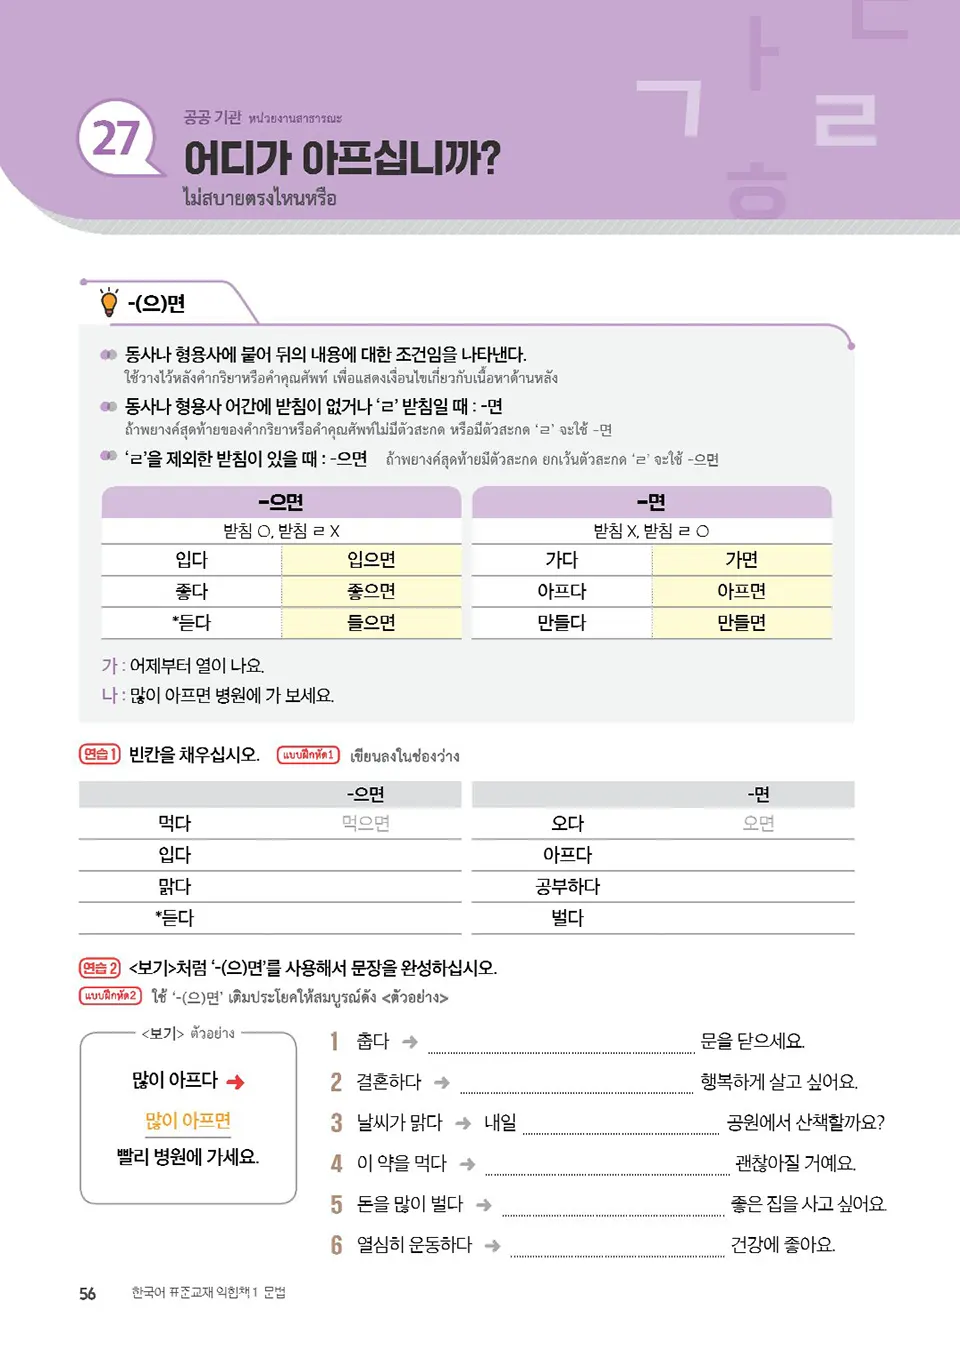 27
공공 기관 หน่วยงานสาธารณะ
어디가 아프십니까?
ไม่สบายตรงไหนหรือ
ㄱ ㅏ ㄴ ㄹ ㅎ
-(으)면
동사나 형용사에 붙어 뒤의 내용에 대한 조건임을 나타낸다.
ใช้วางไว้หลังคำกริยาหรือคำคุณศัพท์ เพื่อแสดงเงื่อนไขเกี่ยวกับเนื้อหาด้านหลัง
동사나 형용사 어간에 받침이 없거나 ‘ㄹ’ 받침일 때 : -면
ถ้าพยางค์สุดท้ายของคำกริยาหรือคำคุณศัพท์ไม่มีตัวสะกด หรือมีตัวสะกด ‘ㄹ’ จะใช้ -면
‘ㄹ’을 제외한 받침이 있을 때 : -으면 ถ้าพยางค์สุดท้ายมีตัวสะกด ยกเว้นตัวสะกด ‘ㄹ’ จะใช้ -으면
-으면 -면
받침 O, 받침 ㄹ X 받침 X, 받침 ㄹ O
입다 입으면 가다 가면
좋다 좋으면 아프다 아프면
*듣다 들으면 만들다 만들면
가 : 어제부터 열이 나요.
나 : 많이 아프면 병원에 가 보세요.
연습1 빈칸을 채우십시오. แบบฝึกหัด1 เขียนลงในช่องว่าง
-으면 -면
먹다 먹으면 오다 오면
입다 아프다
맑다 공부하다
*듣다 벌다
연습2 <보기>처럼 ‘-(으)면’를 사용해서 문장을 완성하십시오.
แบบฝึกหัด2 ใช้ ‘-(으)면’ เติมประโยคให้สมบูรณ์ดัง <ตัวอย่าง>
<보기> ตัวอย่าง
많이 아프다 ➜
많이 아프면
빨리 병원에 가세요.
1 춥다 ➜ 문을 닫으세요.
2 결혼하다 ➜ 행복하게 살고 싶어요.
3 날씨가 맑다 ➜ 내일 공원에서 산책할까요?
4 이 약을 먹다 ➜ 괜찮아질 거예요.
5 돈을 많이 벌다 ➜ 좋은 집을 사고 싶어요.
6 열심히 운동하다 ➜ 건강에 좋아요.
56 한국어 표준교재 익힘책 1 문법